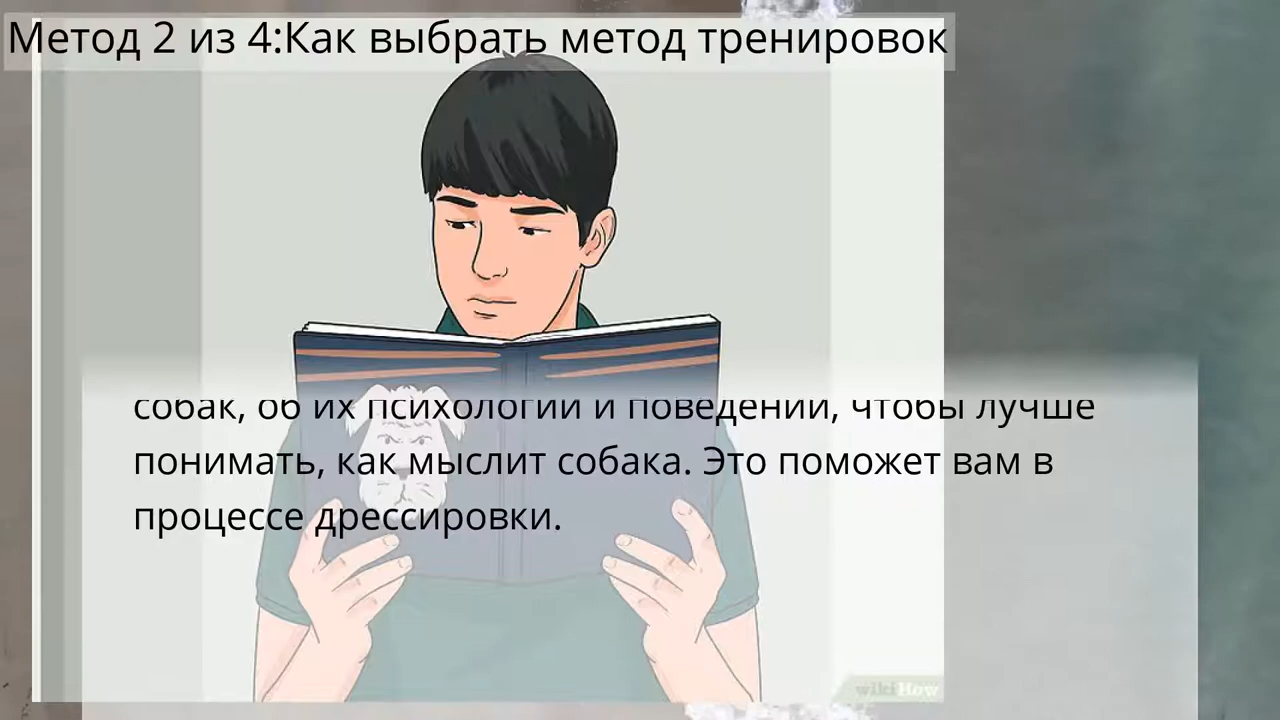 Метод 2 из 4:Как выбрать метод тренировок
собак, об их психологии и поведении, чтобы лучше
понимать, как мыслит собака. Это поможет вам в
процессе дрессировки.
wikiHow